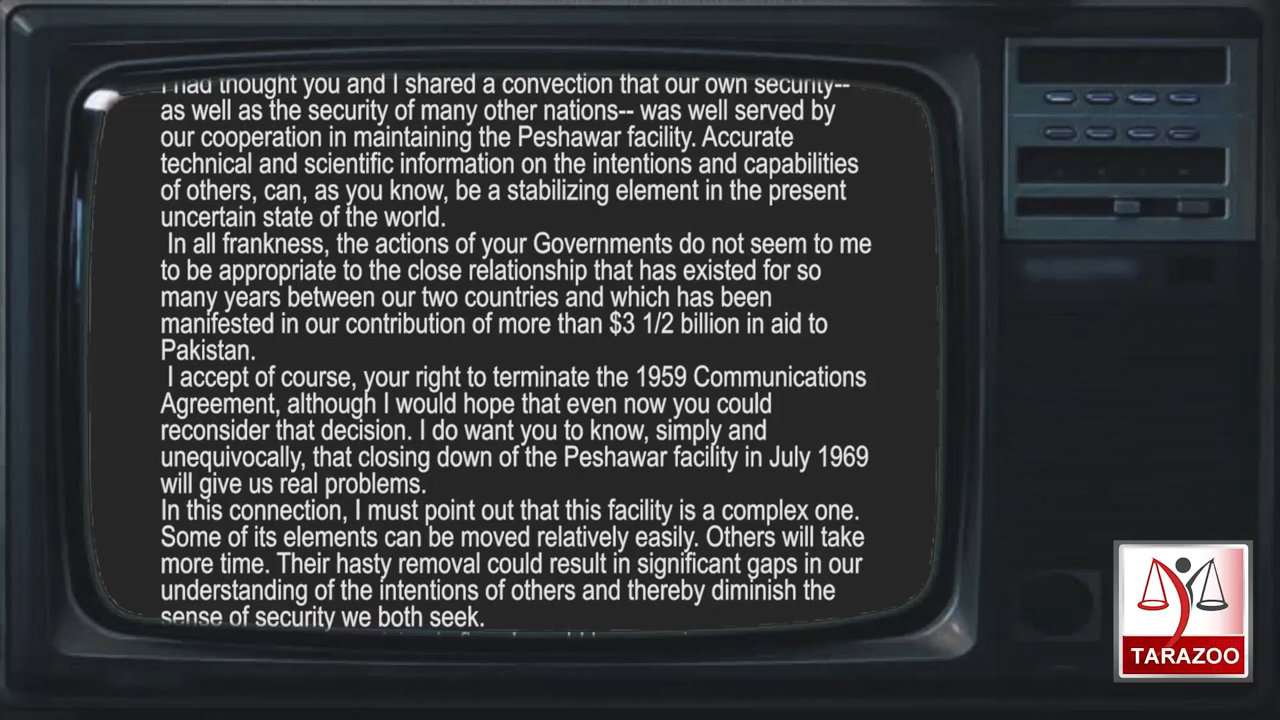 I had thought you and I shared a convection that our own security--
as well as the security of many other nations-- was well served by
our cooperation in maintaining the Peshawar facility. Accurate
technical and scientific information on the intentions and capabilities
of others, can, as you know, be a stabilizing element in the present
uncertain state of the world.
In all frankness, the actions of your Governments do not seem to me
to be appropriate to the close relationship that has existed for so
many years between our two countries and which has been
manifested in our contribution of more than $3 1/2 billion in aid to
Pakistan.
I accept of course, your right to terminate the 1959 Communications
Agreement, although I would hope that even now you could
reconsider that decision. I do want you to know, simply and
unequivocally, that closing down of the Peshawar facility in July 1969
will give us real problems.
In this connection, I must point out that this facility is a complex one.
Some of its elements can be moved relatively easily. Others will take
more time. Their hasty removal could result in significant gaps in our
understanding of the intentions of others and thereby diminish the
sense of security we both seek.
TARAZOO